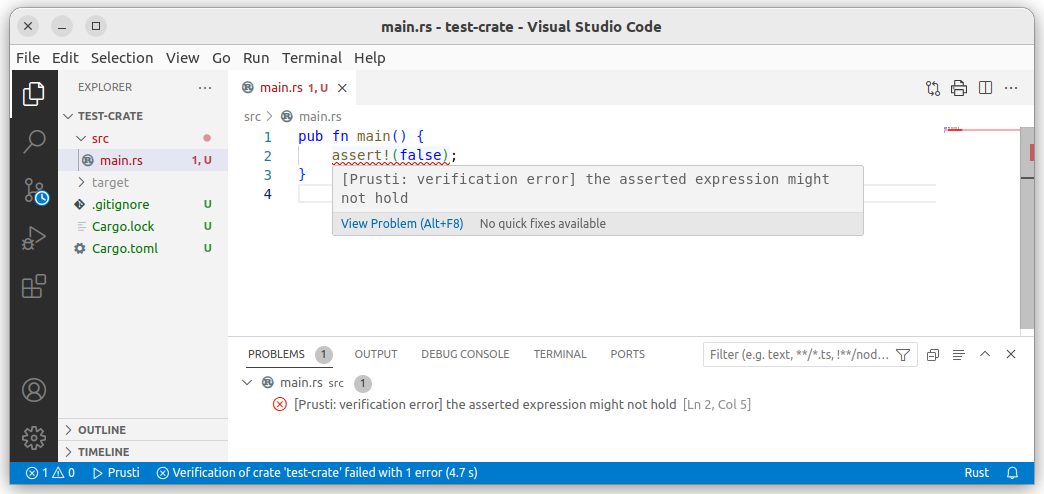 main.rs - test-crate - Visual Studio Code
File Edit Selection View Go Run Terminal Help
EXPLORER ···
TEST-CRATE
src
main.rs 1, U
target
.gitignore U
Cargo.lock U
Cargo.toml U
OUTLINE
TIMELINE
main.rs 1, U
src > main.rs
1 pub fn main() {
2 assert!(false);
3 }
4
[Prusti: verification error] the asserted expression might
not hold
View Problem (Alt+F8) No quick fixes available
PROBLEMS 1 OUTPUT DEBUG CONSOLE TERMINAL PORTS Filter (e.g. text, **/*.ts, !**/nod...
main.rs src 1
[Prusti: verification error] the asserted expression might not hold [Ln 2, Col 5]
1 0 Prusti Verification of crate 'test-crate' failed with 1 error (4.7 s) Rust